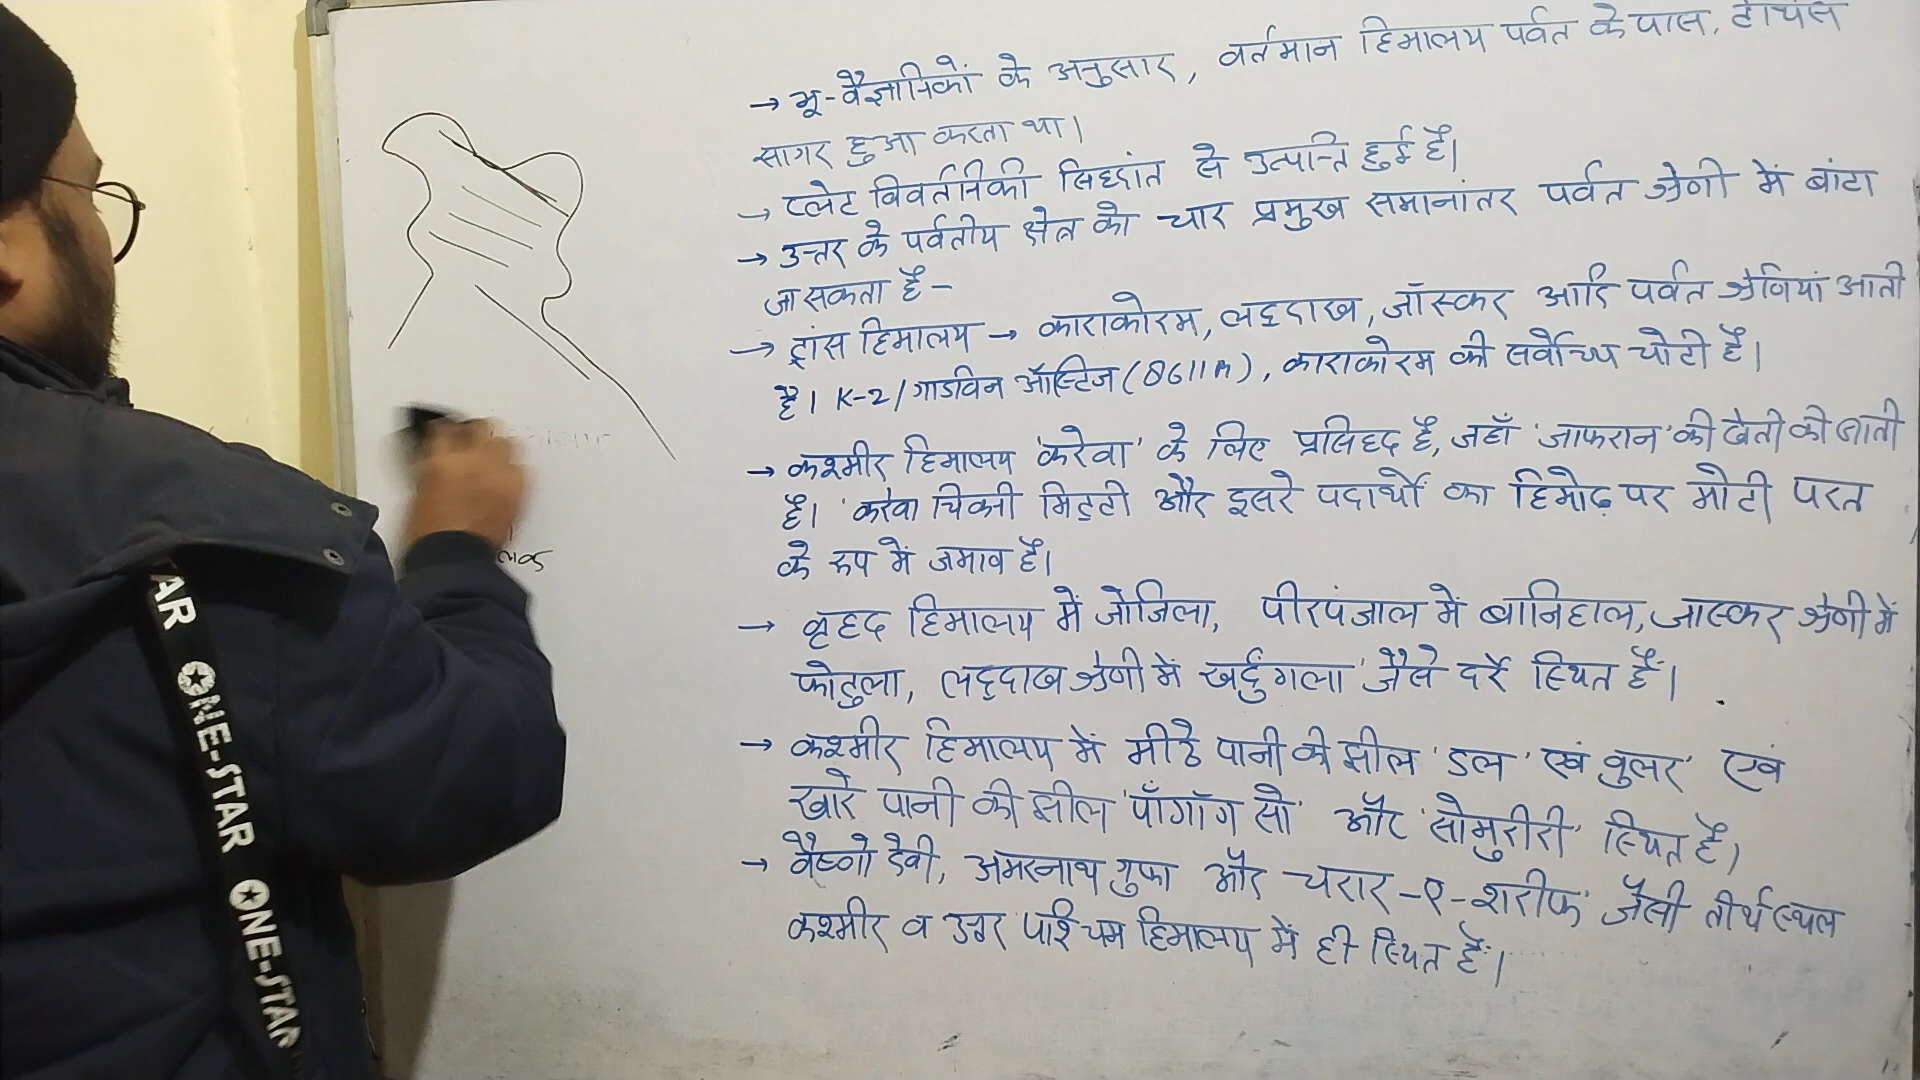 → भू-वैज्ञानिकों के अनुसार, वर्तमान हिमालय पर्वत के पास, टेथिस
सागर हुआ करता था।
→ प्लेट विवर्तनिकी सिद्धांत से उत्पत्ति हुई है।
→ उत्तर के पर्वतीय क्षेत्र को चार प्रमुख समानांतर पर्वत श्रेणी में बांटा
जा सकता है-
→ ट्रांस हिमालय → काराकोरम, लद्दाख, जॉस्कर आदि पर्वत श्रेणियां आती
है। K-2/गाडविन ऑस्टिन (8611m), काराकोरम की सर्वोच्च चोटी है।
→ कश्मीर हिमालय 'करेवा' के लिए प्रसिद्ध है, जहाँ 'जाफरान' की खेती की जाती
है। 'करेवा चिकनी मिट्टी और दूसरे पदार्थों का हिमोढ़ पर मोटी परत
के रूप में जमाव है।
→ वृहद हिमालय में जोजिला, पीरपंजाल में बानिहाल, जास्कर श्रेणी में
फोटुला, लद्दाख श्रेणी में खर्दुंगला' जैसे दर्रे स्थित हैं।
→ कश्मीर हिमालय में मीठे पानी की झील 'डल' एवं वुलर' एवं
खारे पानी की झील 'पाँगॉग सो' और 'सोमुरीरी' स्थित है।
→ वैष्णो देवी, अमरनाथ गुफा और 'चरार-ए-शरीफ' जैसी तीर्थ स्थल
कश्मीर व उत्तर पश्चिम हिमालय में ही स्थित हैं।
TAR ONE-STAR ONE-STAR